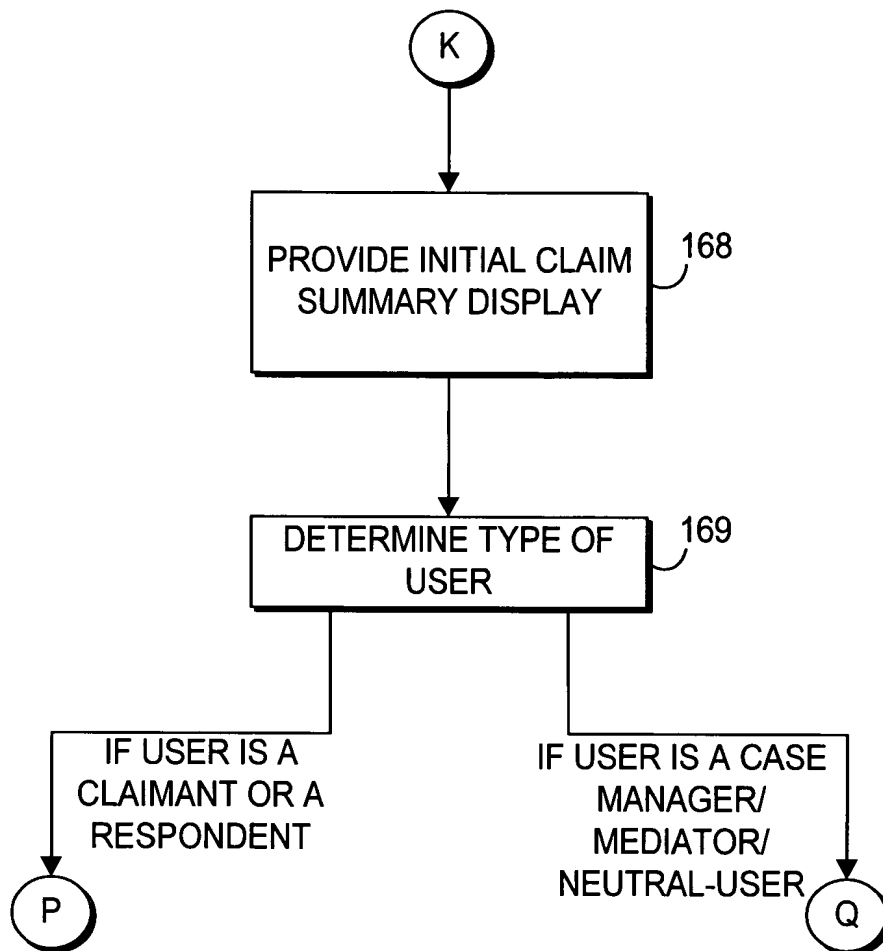 K
PROVIDE INITIAL CLAIM
SUMMARY DISPLAY
168
DETERMINE TYPE OF
USER
169
IF USER IS A
CLAIMANT OR A
RESPONDENT
IF USER IS A CASE
MANAGER/
MEDIATOR/
NEUTRAL-USER
P
Q